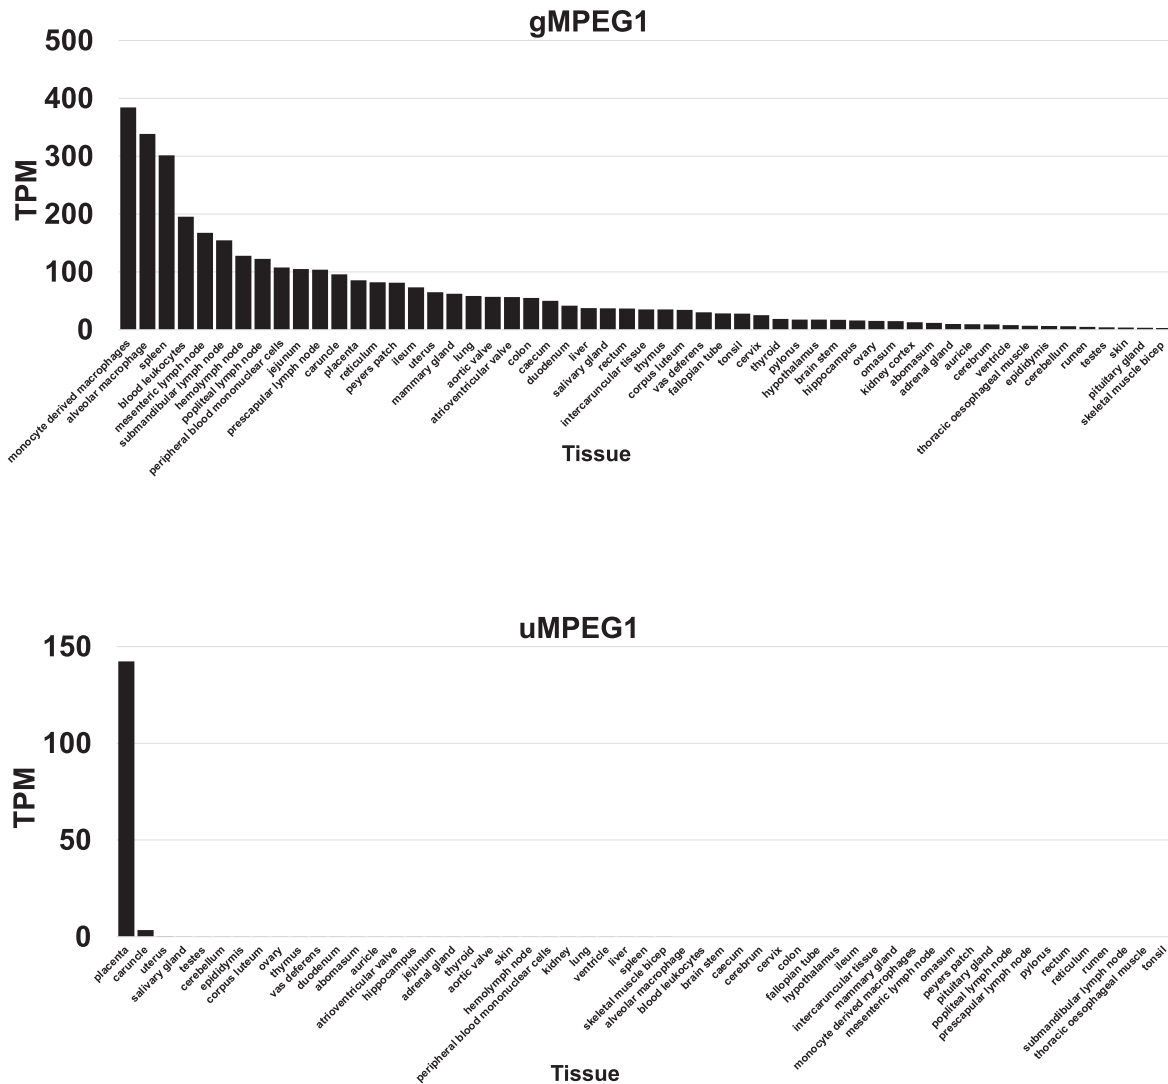 gMPEG1
500
400
300
200
100
0
TPM
monocyte derived macrophages
alveolar macrophage
spleen
blood leukocytes
mesenteric lymph node
submandibular lymph node
hemolymph node
popliteal lymph node
peripheral blood mononuclear cells
jejunum
prescapular lymph node
caruncle
placenta
reticulum
peyers patch
ileum
uterus
mammary gland
lung
aortic valve
atrioventricular valve
colon
caecum
duodenum
liver
salivary gland
rectum
intercaruncular tissue
thymus
corpus luteum
vas deferens
fallopian tube
tonsil
cervix
thyroid
pylorus
hypothalamus
brain stem
hippocampus
ovary
omasum
kidney cortex
abomasum
adrenal gland
auricle
cerebrum
ventricle
thoracic oesophageal muscle
epididymis
cerebellum
rumen
testes
skin
pituitary gland
skeletal muscle bicep
Tissue
uMPEG1
150
100
50
0
TPM
placenta
caruncle
uterus
salivary gland
testes
cerebellum
epididymis
corpus luteum
ovary
thymus
vas deferens
duodenum
abomasum
auricle
atrioventricular valve
hippocampus
jejunum
adrenal gland
thyroid
aortic valve
skin
hemolymph node
peripheral blood mononuclear cells
kidney
lung
ventricle
liver
spleen
skeletal muscle bicep
alveolar macrophage
blood leukocytes
brain stem
caecum
cerebrum
cervix
colon
fallopian tube
hypothalamus
ileum
intercaruncular tissue
mammary gland
monocyte derived macrophages
mesenteric lymph node
omasum
peyers patch
pituitary gland
popliteal lymph node
prescapular lymph node
pylorus
rectum
reticulum
rumen
submandibular lymph node
thoracic oesophageal muscle
tonsil
Tissue